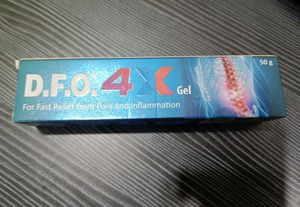 50 g
D.F.O. 4X Gel
For Fast Relief from Pain and Inflammation